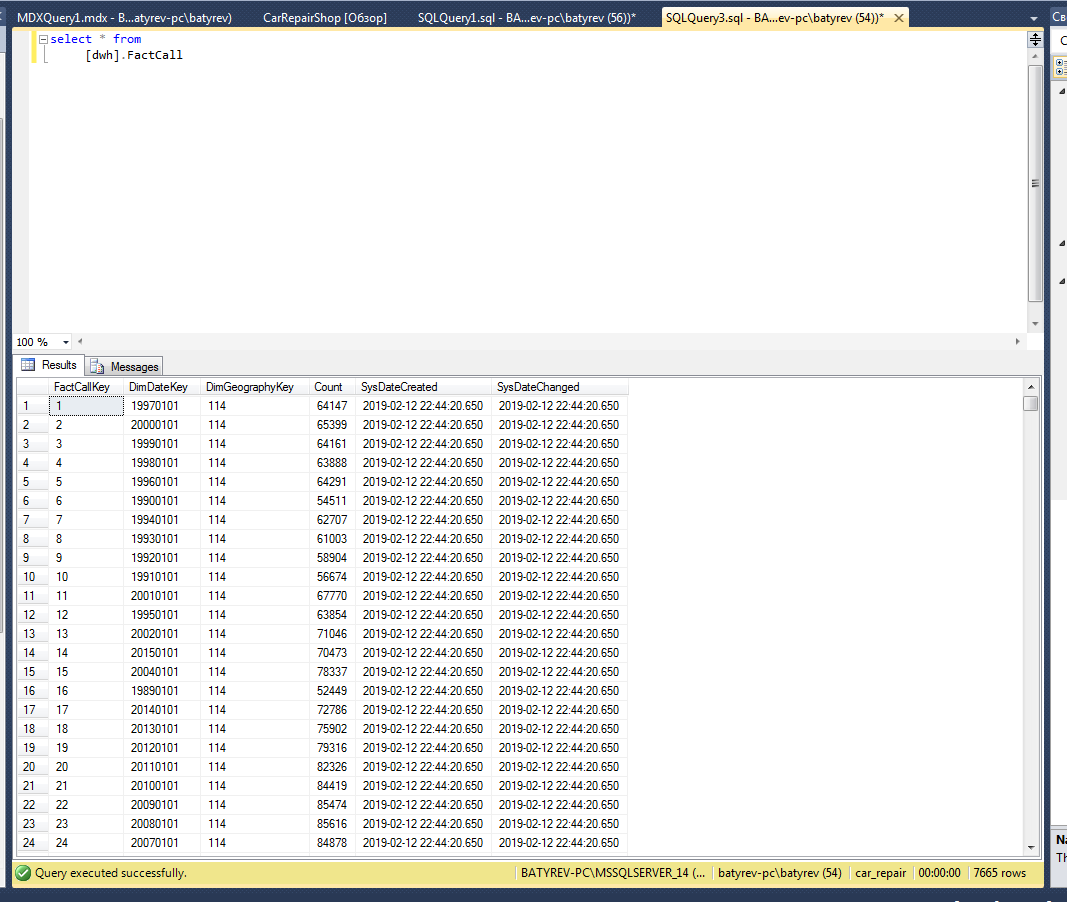 MDXQuery1.mdx - B...atyrev-pc\batyrev) CarRepairShop [Обзор] SQLQuery1.sql - BA...ev-pc\batyrev (56))* SQLQuery3.sql - BA...ev-pc\batyrev (54))*
select * from
[dwh].FactCall
100 %
Results Messages
FactCallKey DimDateKey DimGeographyKey Count SysDateCreated SysDateChanged
1 1 19970101 114 64147 2019-02-12 22:44:20.650 2019-02-12 22:44:20.650
2 2 20000101 114 65399 2019-02-12 22:44:20.650 2019-02-12 22:44:20.650
3 3 19990101 114 64161 2019-02-12 22:44:20.650 2019-02-12 22:44:20.650
4 4 19980101 114 63888 2019-02-12 22:44:20.650 2019-02-12 22:44:20.650
5 5 19960101 114 64291 2019-02-12 22:44:20.650 2019-02-12 22:44:20.650
6 6 19900101 114 54511 2019-02-12 22:44:20.650 2019-02-12 22:44:20.650
7 7 19940101 114 62707 2019-02-12 22:44:20.650 2019-02-12 22:44:20.650
8 8 19930101 114 61003 2019-02-12 22:44:20.650 2019-02-12 22:44:20.650
9 9 19920101 114 58904 2019-02-12 22:44:20.650 2019-02-12 22:44:20.650
10 10 19910101 114 56674 2019-02-12 22:44:20.650 2019-02-12 22:44:20.650
11 11 20010101 114 67770 2019-02-12 22:44:20.650 2019-02-12 22:44:20.650
12 12 19950101 114 63854 2019-02-12 22:44:20.650 2019-02-12 22:44:20.650
13 13 20020101 114 71046 2019-02-12 22:44:20.650 2019-02-12 22:44:20.650
14 14 20150101 114 70473 2019-02-12 22:44:20.650 2019-02-12 22:44:20.650
15 15 20040101 114 78337 2019-02-12 22:44:20.650 2019-02-12 22:44:20.650
16 16 19890101 114 52449 2019-02-12 22:44:20.650 2019-02-12 22:44:20.650
17 17 20140101 114 72786 2019-02-12 22:44:20.650 2019-02-12 22:44:20.650
18 18 20130101 114 75902 2019-02-12 22:44:20.650 2019-02-12 22:44:20.650
19 19 20120101 114 79316 2019-02-12 22:44:20.650 2019-02-12 22:44:20.650
20 20 20110101 114 82326 2019-02-12 22:44:20.650 2019-02-12 22:44:20.650
21 21 20100101 114 84419 2019-02-12 22:44:20.650 2019-02-12 22:44:20.650
22 22 20090101 114 85474 2019-02-12 22:44:20.650 2019-02-12 22:44:20.650
23 23 20080101 114 85616 2019-02-12 22:44:20.650 2019-02-12 22:44:20.650
24 24 20070101 114 84878 2019-02-12 22:44:20.650 2019-02-12 22:44:20.650
Query executed successfully. BATYREV-PC\MSSQLSERVER_14 (... batyrev-pc\batyrev (54) car_repair 00:00:00 7665 rows